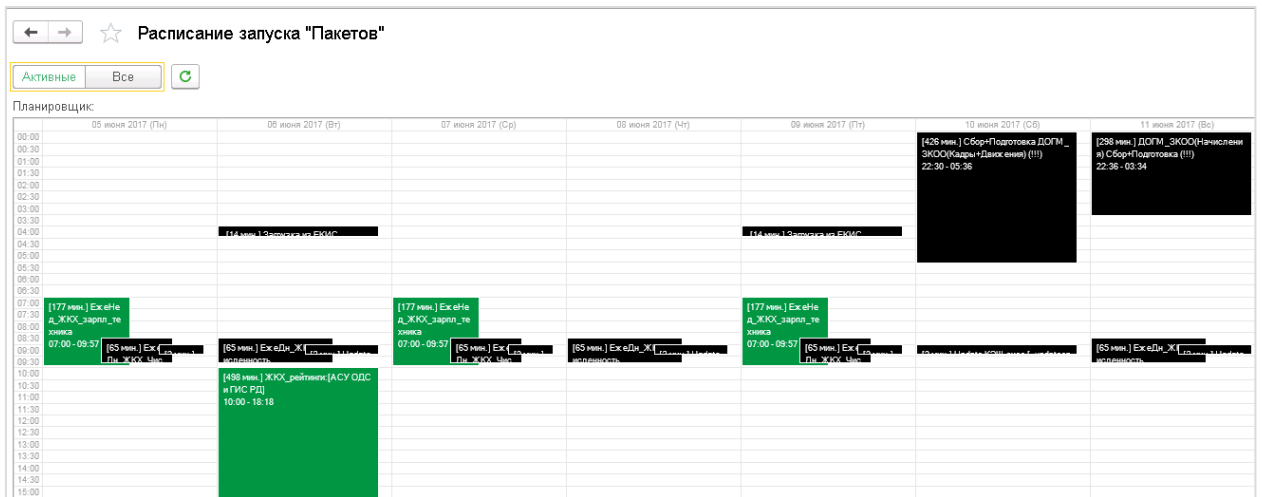 Расписание запуска "Пакетов"
Активные Все
Планировщик:
05 июня 2017 (Пн) 06 июня 2017 (Вт) 07 июня 2017 (Ср) 08 июня 2017 (Чт) 09 июня 2017 (Пт) 10 июня 2017 (Сб) 11 июня 2017 (Вс)
00:00
00:30
01:00
01:30
02:00
02:30
03:00
03:30
04:00
04:30
05:00
05:30
06:00
06:30
07:00
07:30
08:00
08:30
09:00
09:30
10:00
10:30
11:00
11:30
12:00
12:30
13:00
13:30
14:00
14:30
15:00
[177 мин.] ЕжеНе
д_ЖКХ_зарпл_те
хника
07:00 - 09:57
[65 мин.] Еже
Дн_ЖКХ_Чис
[14 мин.] Загрузка из ЕКИС
[65 мин.] ЕжеДн_Ж
исленность
[498 мин.] ЖКХ_рейтинги:[АСУ ОДС
и ГИС РД]
10:00 - 18:18
[177 мин.] ЕжеНе
д_ЖКХ_зарпл_те
хника
07:00 - 09:57
[65 мин.] Еже
Дн_ЖКХ_Чис
[65 мин.] ЕжеДн_Ж
исленность
[14 мин.] Загрузка из ЕКИС
[177 мин.] ЕжеНе
д_ЖКХ_зарпл_те
хника
07:00 - 09:57
[65 мин.] Еже
Дн_ЖКХ_Чис
[426 мин.] Сбор+Подготовка ДОГМ_
ЗКОО(Кадры+Движения) (!!!)
22:30 - 05:36
[298 мин.] ДОГМ_ЗКОО(Начислени
я) Сбор+Подготовка (!!!)
22:36 - 03:34
[65 мин.] ЕжеДн_Ж
исленность